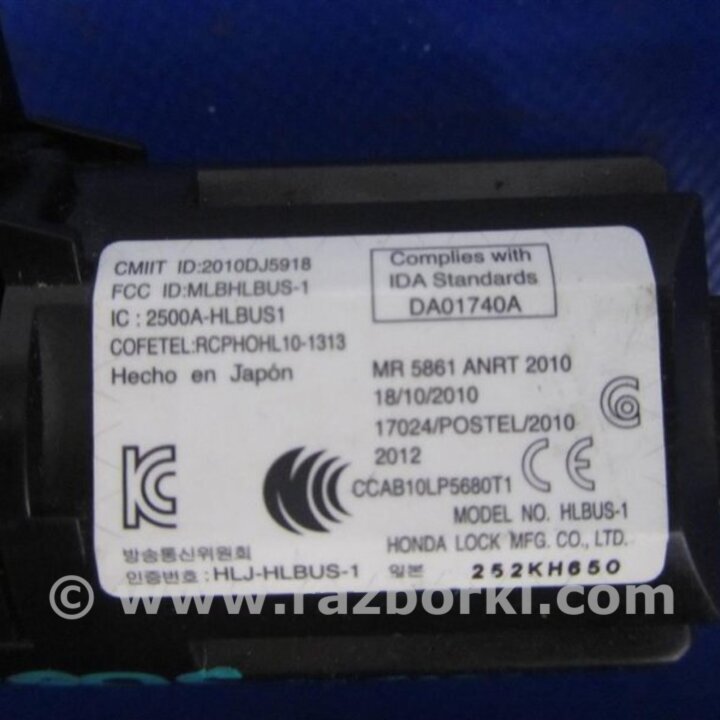 CMIIT ID:2010DJ5918
FCC ID:MLBHLBUS-1
IC : 2500A-HLBUS1
COFETEL:RCPHOHL10-1313
Hecho en Japón
Complies with
IDA Standards
DA01740A
MR 5861 ANRT 2010
18/10/2010
17024/POSTEL/2010
2012
CCAB10LP5680T1
CE
KC
MODEL NO. HLBUS-1
HONDA LOCK MFG.CO., LTD.
방송통신위원회
인증번호 : HLJ-HLBUS-1 일본 252KH650
© www.razborki.com